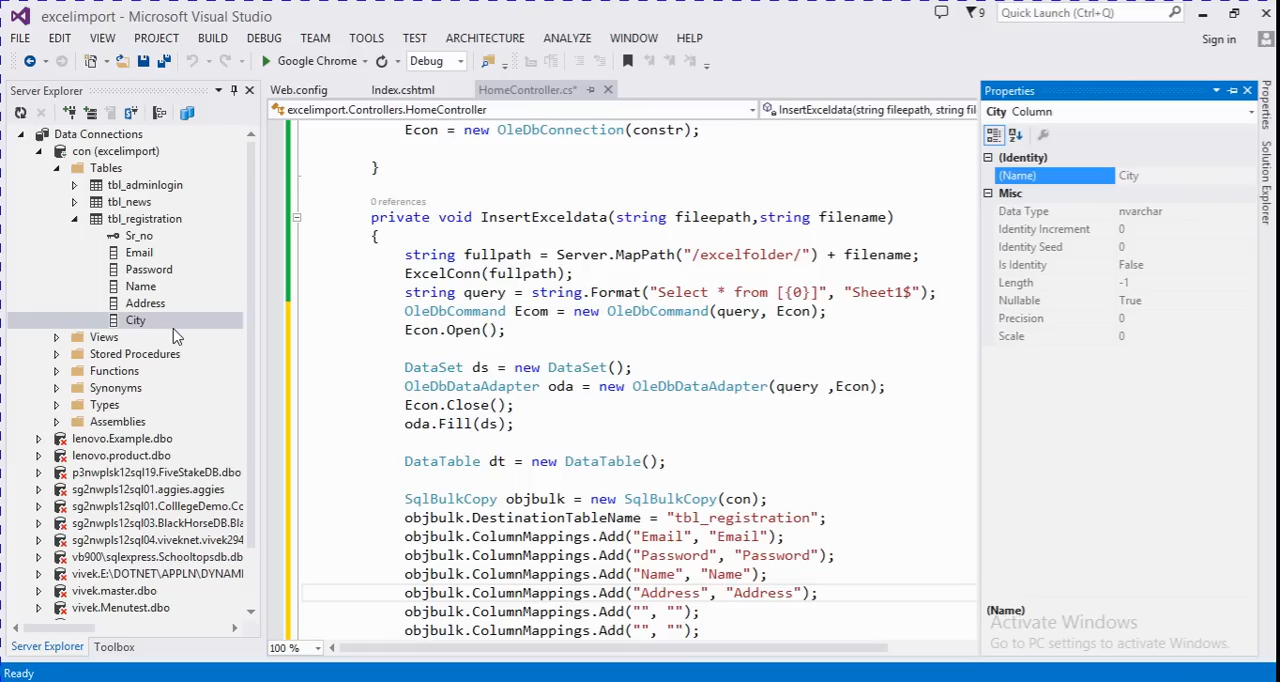 excelimport - Microsoft Visual Studio
9
Quick Launch (Ctrl+Q)
FILE EDIT VIEW PROJECT BUILD DEBUG TEAM TOOLS TEST ARCHITECTURE ANALYZE WINDOW HELP
Sign in
Google Chrome
Debug
Server Explorer
Data Connections
con (excelimport)
Tables
tbl_adminlogin
tbl_news
tbl_registration
Sr_no
Email
Password
Name
Address
City
Views
Stored Procedures
Functions
Synonyms
Types
Assemblies
lenovo.Example.dbo
lenovo.product.dbo
p3nwplsk12sql19.FiveStakeDB.dbo
sg2nwpls12sql01.aggies.aggies
sg2nwpls12sql01.ColllegeDemo.Cc
sg2nwpls12sql03.BlackHorseDB.Bla
sg2nwpls12sql04.viveknet.vivek294
vb900\sqlexpress.Schooltopsdb.db
vivek.E:\DOTNET\APPLN\DYNAMI
vivek.master.dbo
vivek.Menutest.dbo
Server Explorer
Toolbox
Web.config
Index.cshtml
HomeController.cs*
excelimport.Controllers.HomeController
InsertExceldata(string fileepath, string fil
Econ = new OleDbConnection(constr);
}
0 references
private void InsertExceldata(string fileepath,string filename)
{
string fullpath = Server.MapPath("/excelfolder/") + filename;
ExcelConn(fullpath);
string query = string.Format("Select * from [{0}]", "Sheet1$");
OleDbCommand Ecom = new OleDbCommand(query, Econ);
Econ.Open();
DataSet ds = new DataSet();
OleDbDataAdapter oda = new OleDbDataAdapter(query ,Econ);
Econ.Close();
oda.Fill(ds);
DataTable dt = new DataTable();
SqlBulkCopy objbulk = new SqlBulkCopy(con);
objbulk.DestinationTableName = "tbl_registration";
objbulk.ColumnMappings.Add("Email", "Email");
objbulk.ColumnMappings.Add("Password", "Password");
objbulk.ColumnMappings.Add("Name", "Name");
objbulk.ColumnMappings.Add("Address", "Address");
objbulk.ColumnMappings.Add("", "");
objbulk.ColumnMappings.Add("", "");
100 %
Properties
City Column
(Identity)
(Name) City
Misc
Data Type nvarchar
Identity Increment 0
Identity Seed 0
Is Identity False
Length -1
Nullable True
Precision 0
Scale 0
(Name)
Activate Windows
Go to PC settings to activate Windows.
Properties
Solution Explorer
Ready